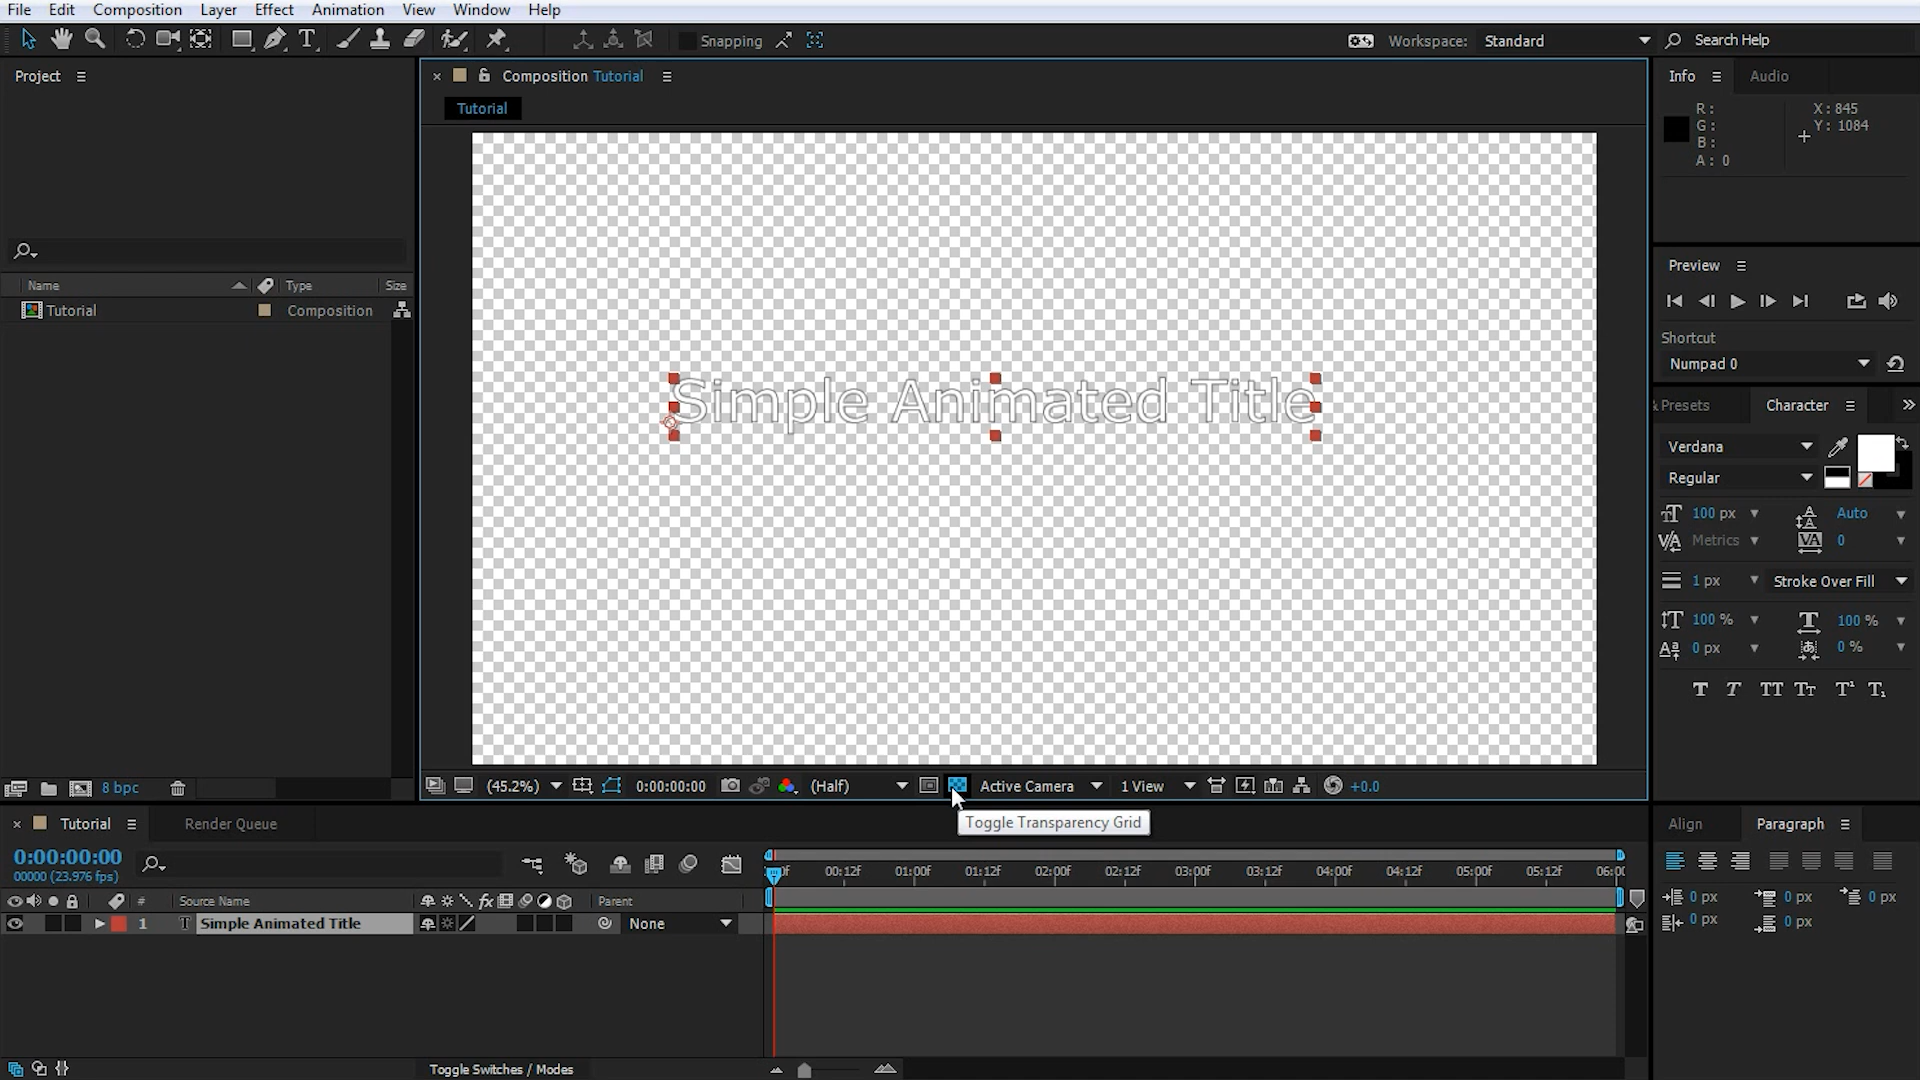 File Edit Composition Layer Effect Animation View Window Help
Snapping Workspace: Standard Search Help
Project
Composition Tutorial
Info Audio
Tutorial
R: X: 845
G: Y: 1084
B:
A: 0
Preview
Name Type Size
Tutorial Composition
Shortcut
Numpad 0
& Presets Character
Simple Animated Title
Verdana
Regular
100 px Auto
Metrics 0
1 px Stroke Over Fill
100 % 100 %
0 px 0 %
8 bpc (45.2%) 0:00:00:00 (Half) Active Camera 1 View +0.0
Toggle Transparency Grid
Tutorial Render Queue
Align Paragraph
0:00:00:00
00000 (23.976 fps)
00:12f 01:00f 01:12f 02:00f 02:12f 03:00f 03:12f 04:00f 04:12f 05:00f 05:12f 06:00
# Source Name Parent
0 px 0 px 0 px
1 Simple Animated Title None
0 px 0 px
Toggle Switches / Modes